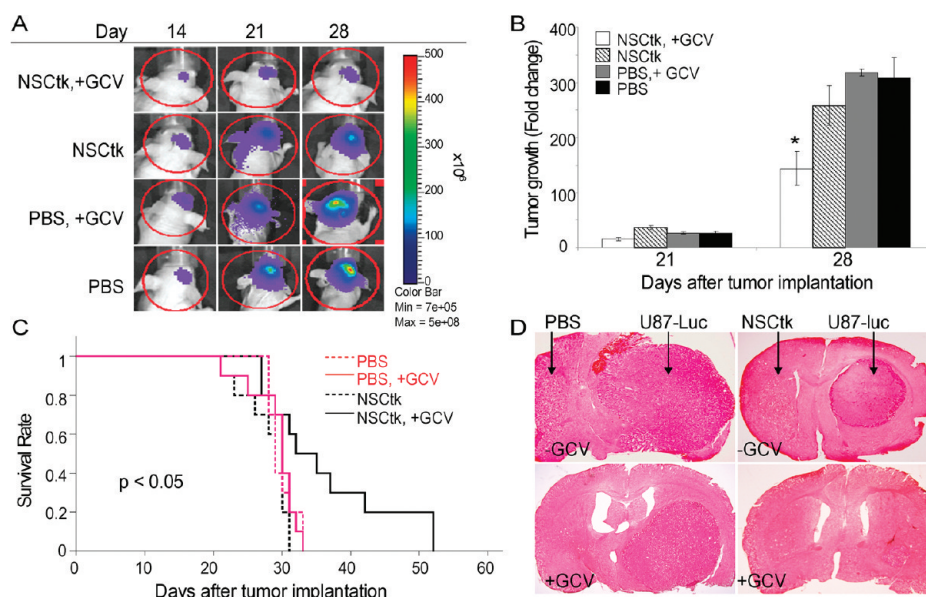 A
Day 14 21 28
NSCtk,+GCV
NSCtk
PBS, +GCV
PBS
500
400
300
200
100
0
x10⁶
Color Bar
Min = 7e+05
Max = 5e+08
B
NSCtk, +GCV
NSCtk
PBS,+ GCV
PBS
Tumor growth (Fold change)
400
300
200
100
0
*
21 28
Days after tumor implantation
C
PBS
PBS, +GCV
NSCtk
NSCtk, +GCV
Survival Rate
1
0.8
0.6
0.4
0.2
0
p < 0.05
0 10 20 30 40 50 60
Days after tumor implantation
D
PBS U87-Luc NSCtk U87-luc
-GCV -GCV
+GCV +GCV